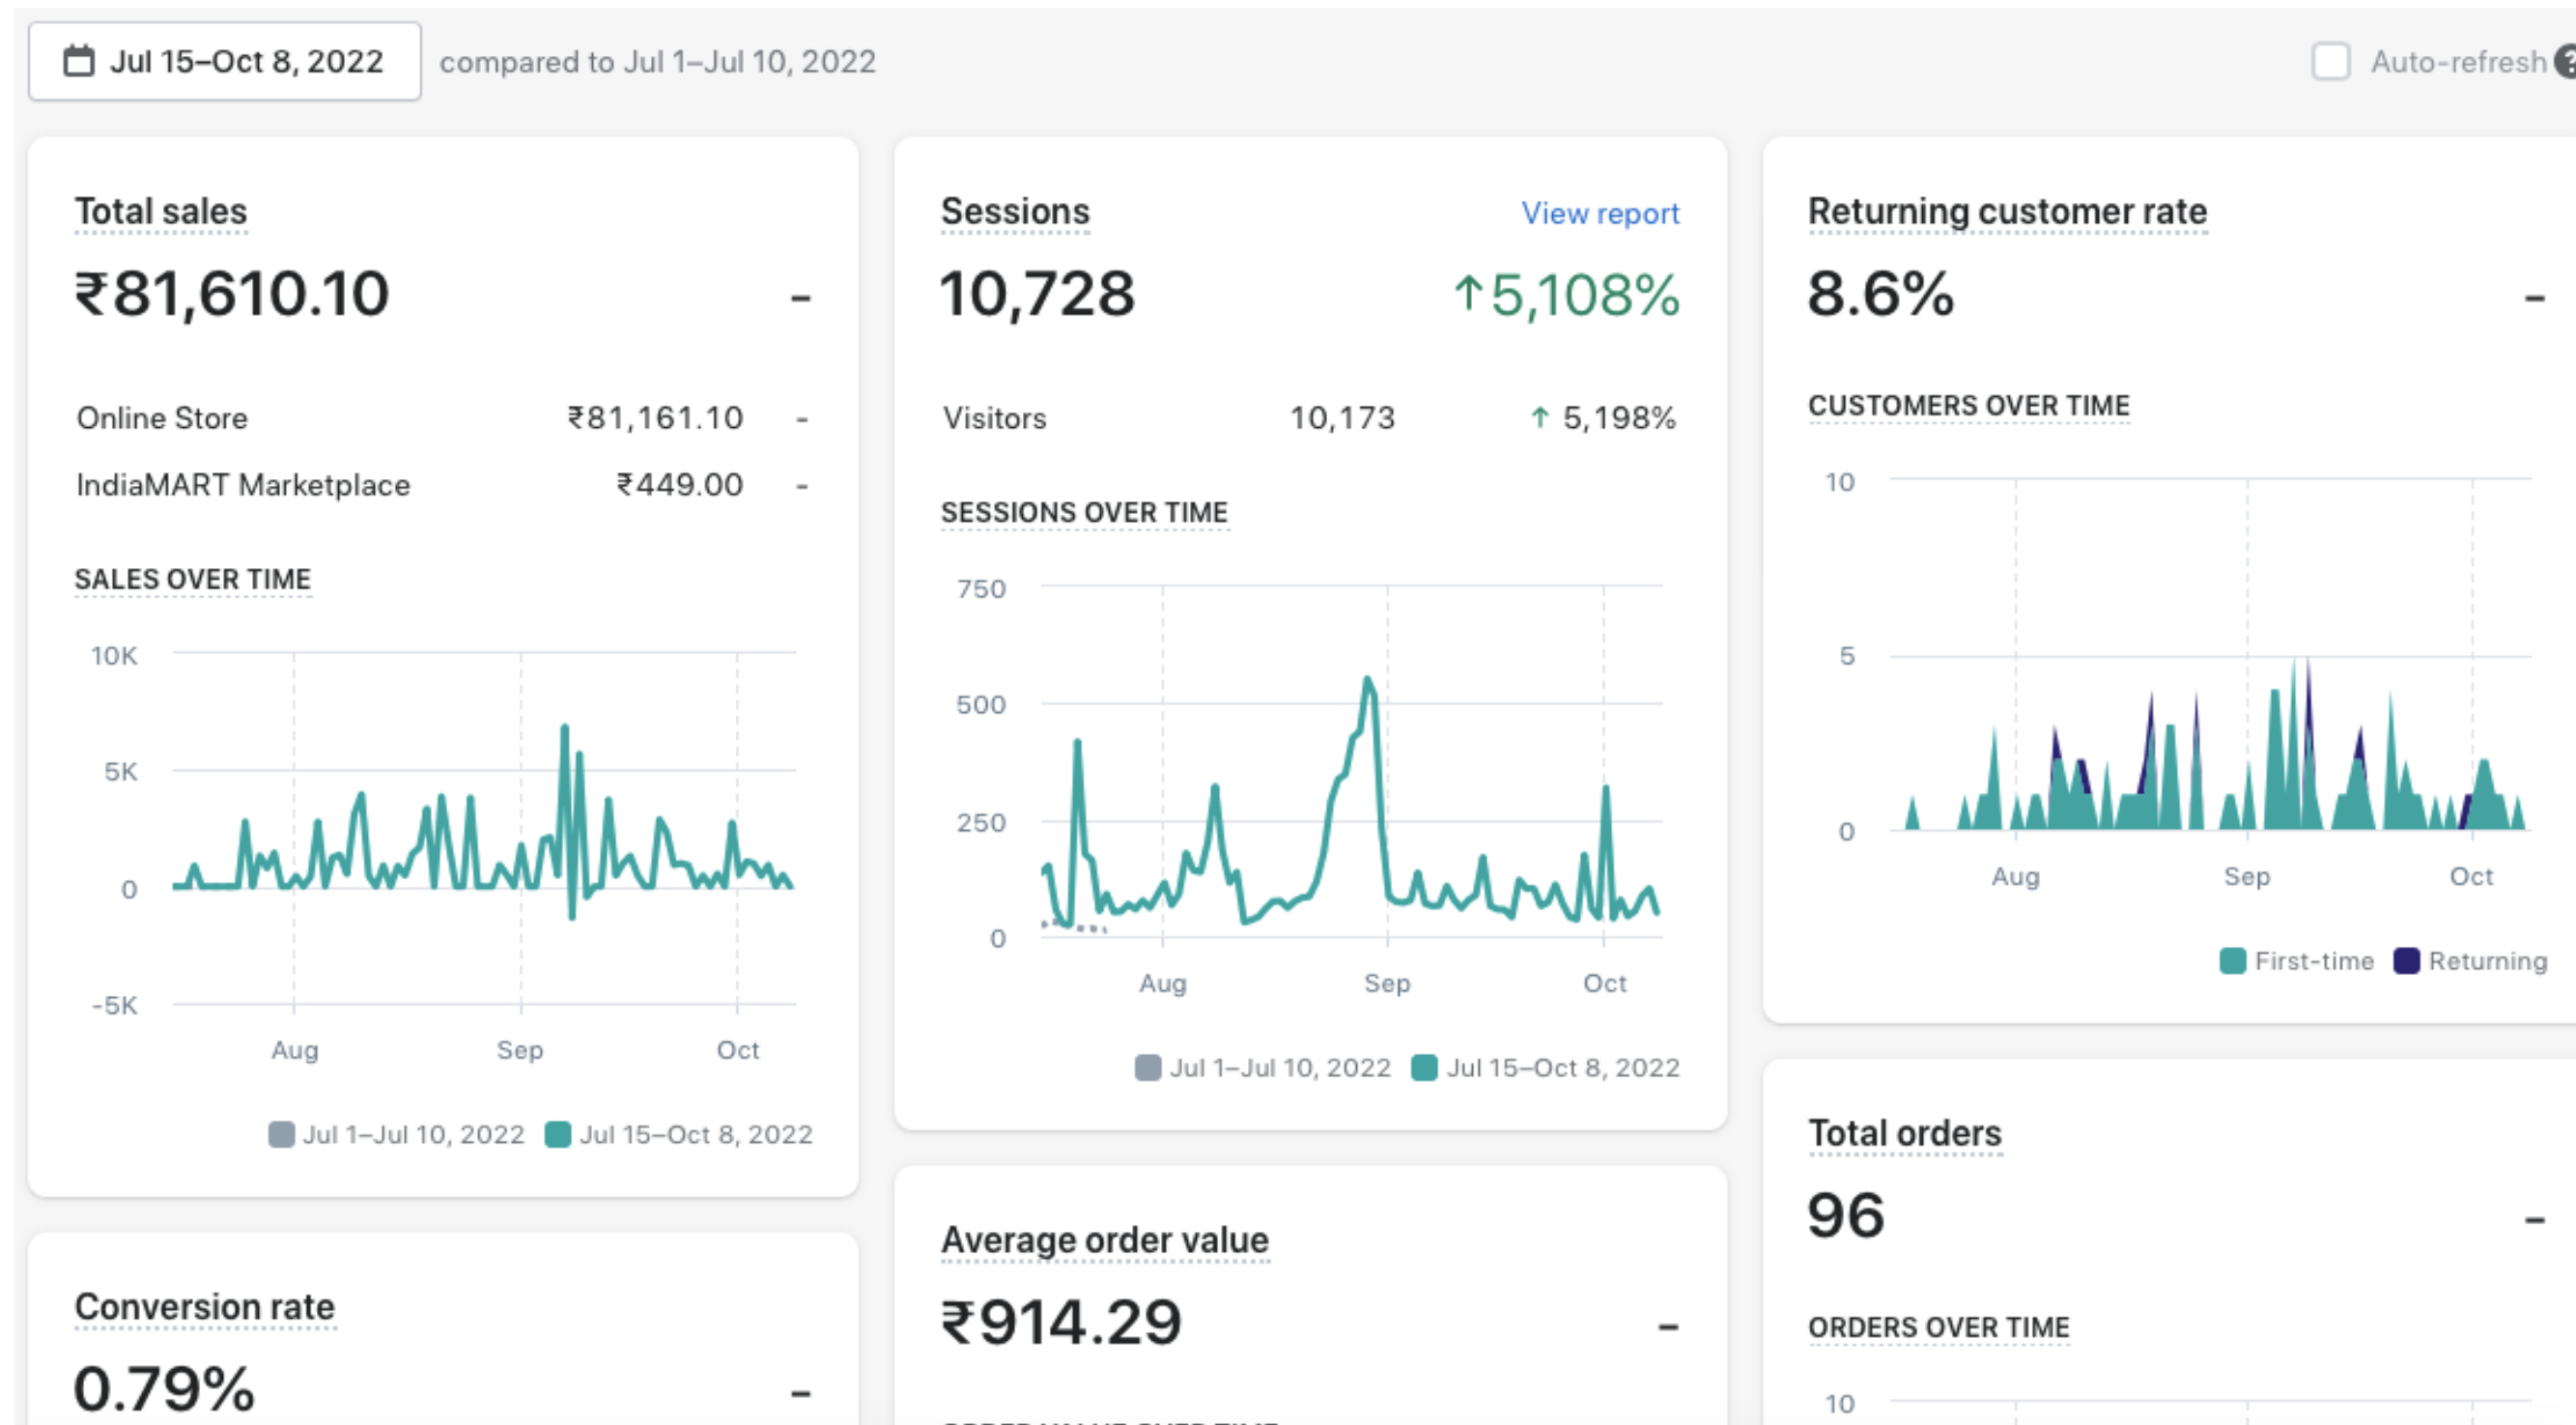 Jul 15–Oct 8, 2022 compared to Jul 1–Jul 10, 2022 Auto-refresh ?
Total sales
₹81,610.10 -
Online Store ₹81,161.10 -
IndiaMART Marketplace ₹449.00 -
SALES OVER TIME
10K
5K
0
-5K
Aug Sep Oct
Jul 1–Jul 10, 2022 Jul 15–Oct 8, 2022
Conversion rate
0.79% -
Sessions View report
10,728 ↑5,108%
Visitors 10,173 ↑ 5,198%
SESSIONS OVER TIME
750
500
250
0
Aug Sep Oct
Jul 1–Jul 10, 2022 Jul 15–Oct 8, 2022
Average order value
₹914.29 -
Returning customer rate
8.6% -
CUSTOMERS OVER TIME
10
5
0
Aug Sep Oct
First-time Returning
Total orders
96 -
ORDERS OVER TIME
10